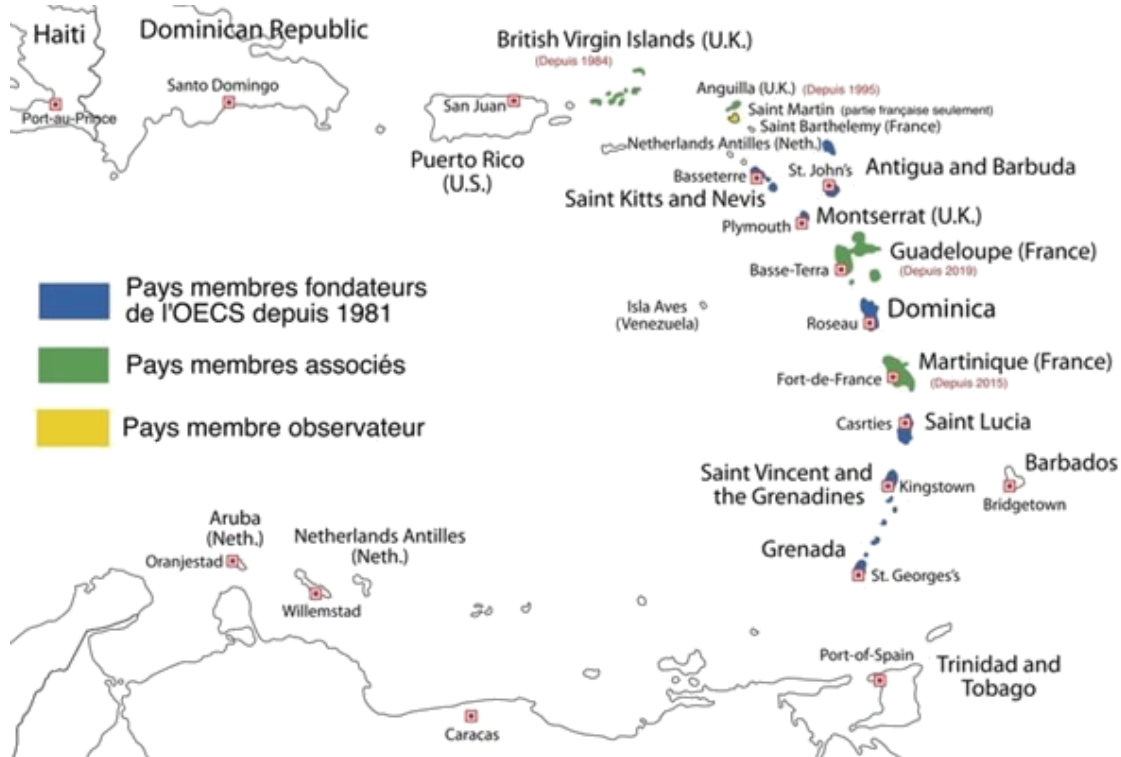 Haiti
Dominican Republic
British Virgin Islands (U.K.)
(Depuis 1984)
Santo Domingo
Port-au-Prince
San Juan
Puerto Rico
(U.S.)
Anguilla (U.K.) (Depuis 1995)
Saint Martin (partie française seulement)
Saint Barthelemy (France)
Netherlands Antilles (Neth.)
Basseterre
St. John's
Antigua and Barbuda
Saint Kitts and Nevis
Plymouth
Montserrat (U.K.)
Guadeloupe (France)
(Depuis 2019)
Basse-Terra
Pays membres fondateurs
de l'OECS depuis 1981
Isla Aves
(Venezuela)
Dominica
Roseau
Pays membres associés
Martinique (France)
(Depuis 2015)
Fort-de-France
Pays membre observateur
Casrties
Saint Lucia
Saint Vincent and
the Grenadines
Kingstown
Barbados
Bridgetown
Grenada
St. Georges's
Aruba
(Neth.)
Oranjestad
Netherlands Antilles
(Neth.)
Willemstad
Port-of-Spain
Trinidad and
Tobago
Caracas